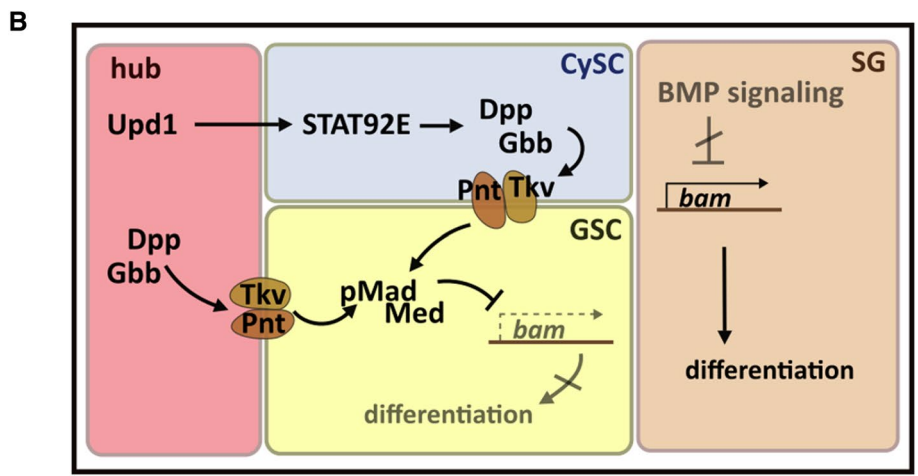 B
hub
Upd1
Dpp
Gbb
CySC
STAT92E
Dpp
Gbb
Pnt Tkv
GSC
Tkv
Pnt
pMad
Med
bam
differentiation
SG
BMP signaling
bam
differentiation